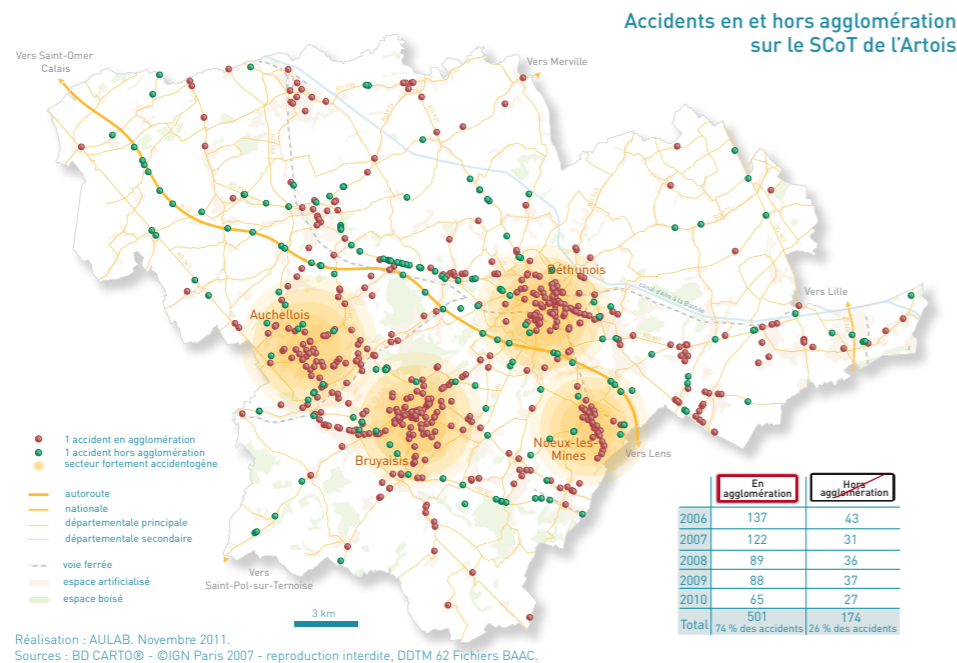 Accidents en et hors agglomération
sur le SCoT de l'Artois
Vers Saint-Omer
Calais
Vers Merville
Béthunois
canal d'Aire à la Bassée
Vers Lille
Auchellois
Bruyaisis
Noeux-les-
Mines
Vers Lens
Vers
Saint-Pol-sur-Ternoise
1 accident en agglomération
1 accident hors agglomération
secteur fortement accidentogène
autoroute
nationale
départementale principale
départementale secondaire
voie ferrée
espace artificialisé
espace boisé
3 km
En agglomération Hors agglomération
2006 137 43
2007 122 31
2008 89 36
2009 88 37
2010 65 27
Total 501 174
74 % des accidents 26 % des accidents
Réalisation : AULAB. Novembre 2011.
Sources : BD CARTO® - ©IGN Paris 2007 - reproduction interdite, DDTM 62 Fichiers BAAC.